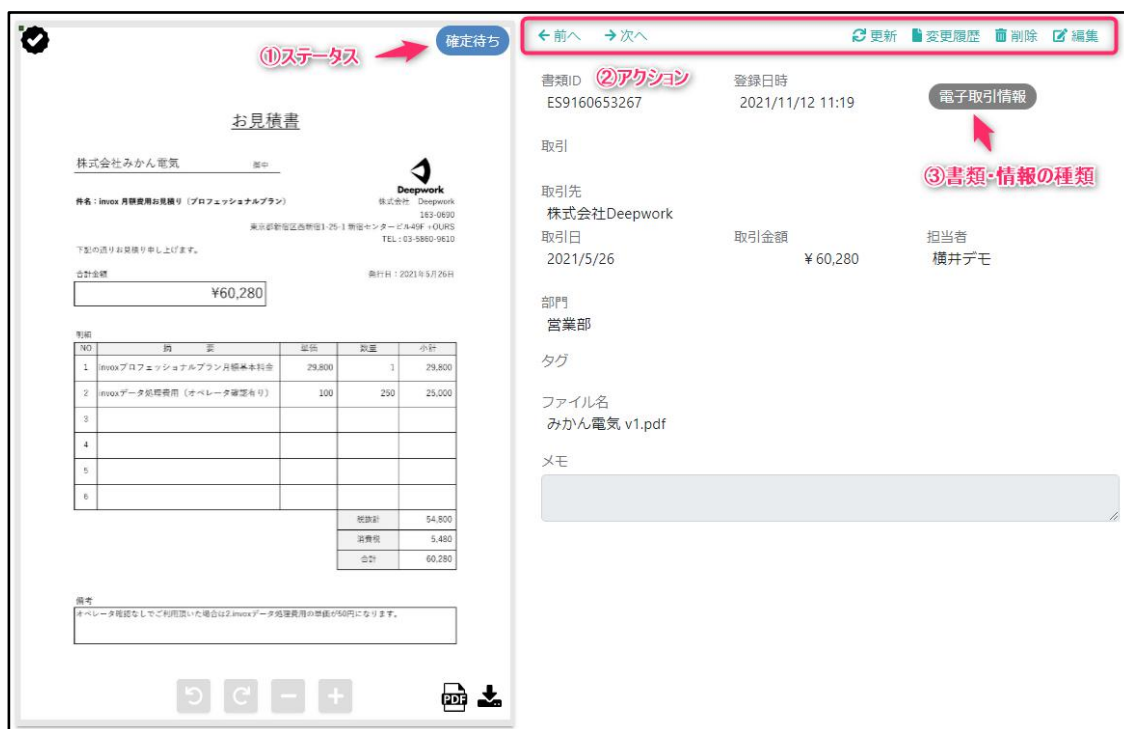 確定待ち
①ステータス
お見積書
株式会社みかん電気 御中
Deepwork
件名：invox 月額費用お見積り（プロフェッショナルプラン）
株式会社 Deepwork
163-0690
東京都新宿区西新宿1-25-1 新宿センタービル49F +OURS
TEL：03-5860-9610
下記の通りお見積り申し上げます。
合計金額
発行日：2021年5月26日
¥60,280
明細
NO 摘 要 単価 数量 小計
1 invoxプロフェッショナルプラン月額基本料金 29,800 1 29,800
2 invoxデータ処理費用（オペレータ確認有り） 100 250 25,000
3
4
5
6
税抜計 54,800
消費税 5,480
合計 60,280
備考
オペレータ確認なしでご利用頂いた場合は2.invoxデータ処理費用の単価が50円になります。
PDF
前へ 次へ 更新 変更履歴 削除 編集
②アクション
書類ID 登録日時
ES9160653267 2021/11/12 11:19 電子取引情報
③書類・情報の種類
取引
取引先
株式会社Deepwork
取引日 取引金額 担当者
2021/5/26 ¥ 60,280 横井デモ
部門
営業部
タグ
ファイル名
みかん電気 v1.pdf
メモ